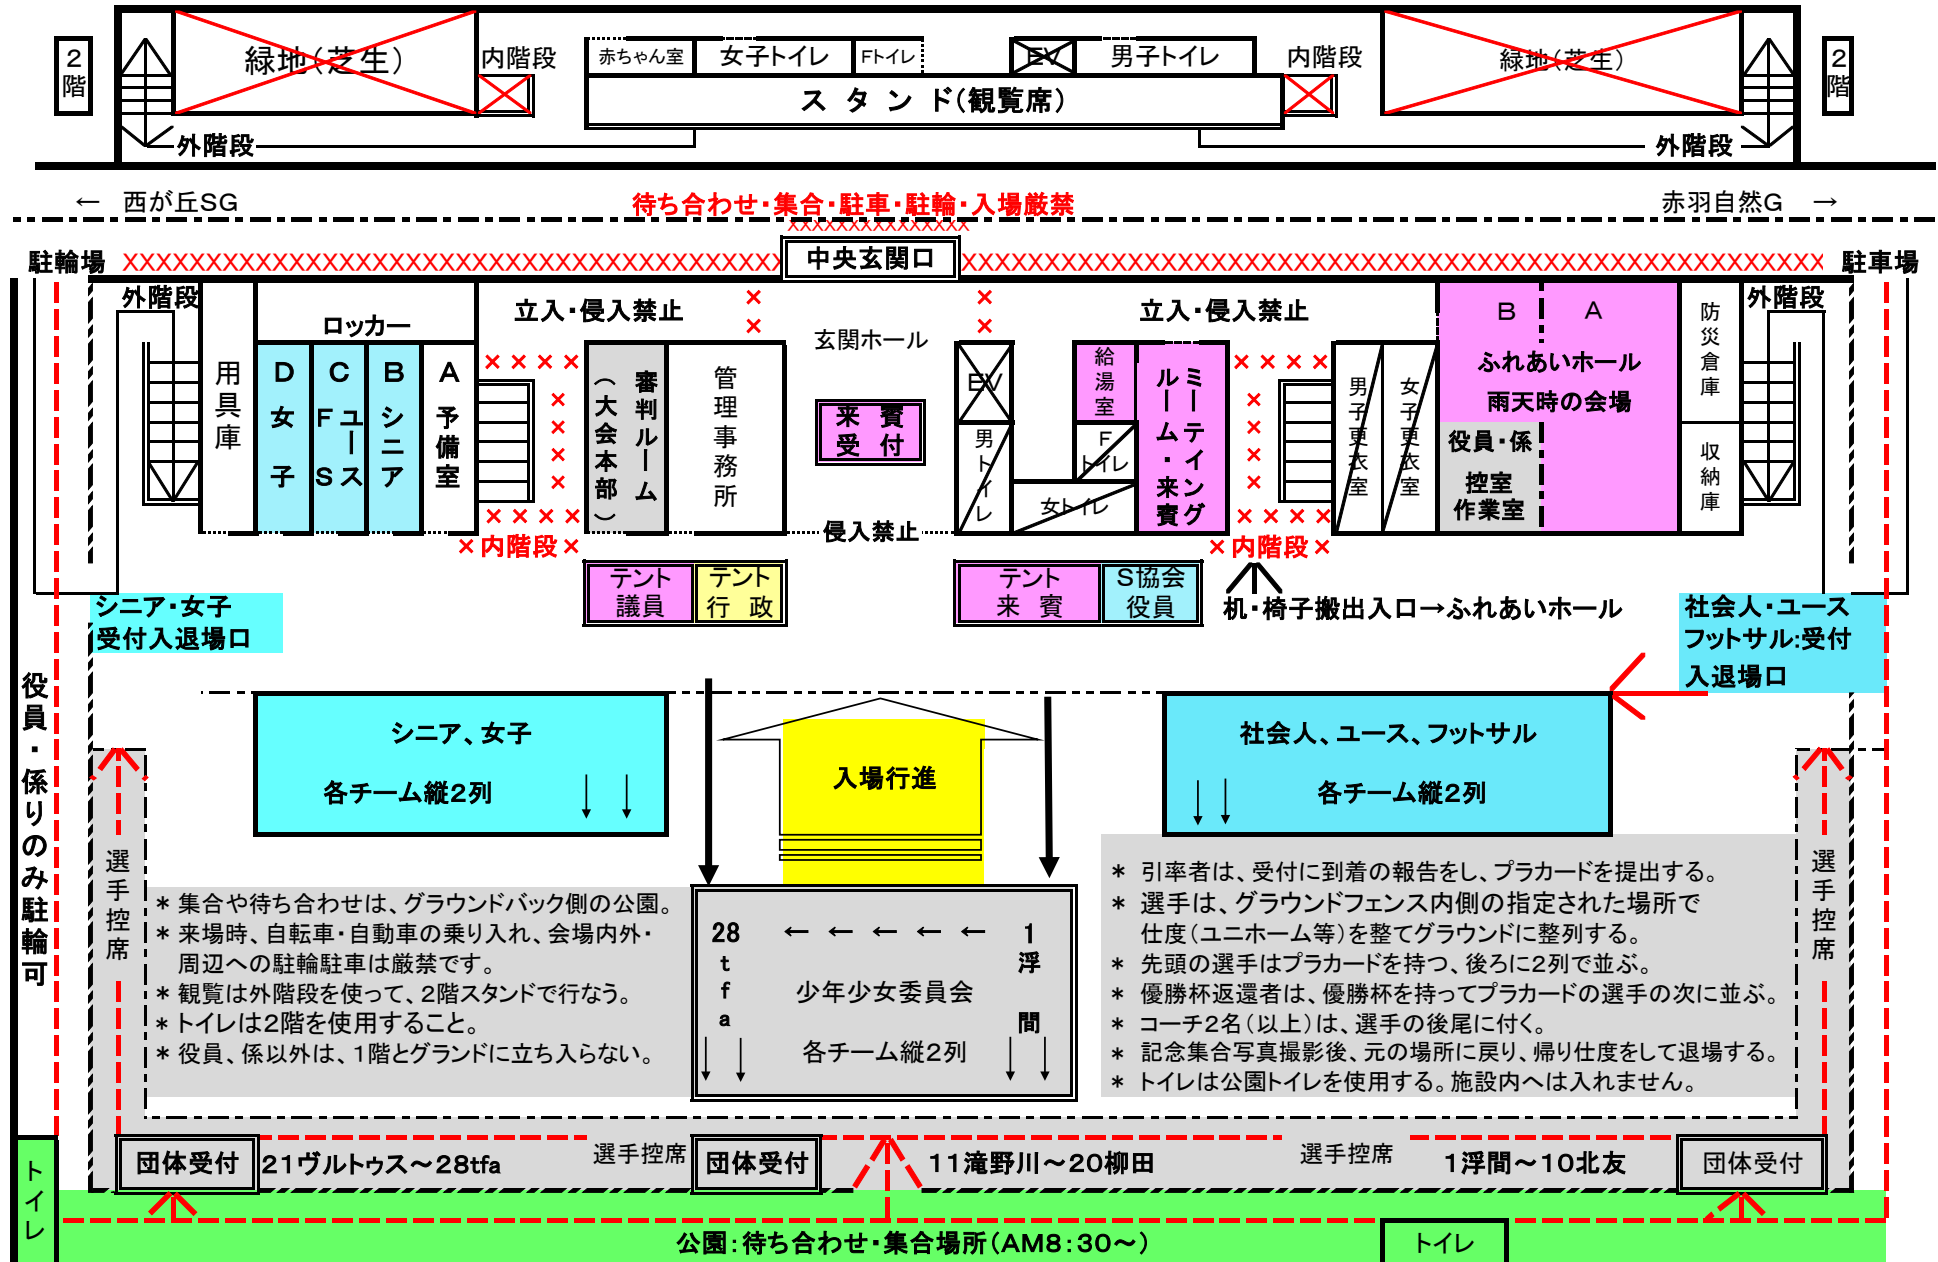 2階
緑地(芝生)
内階段
赤ちゃん室
女子トイレ
Fトイレ
EV
男子トイレ
内階段
緑地(芝生)
2階
スタンド(観覧席)
外階段
外階段
← 西が丘SG
待ち合わせ・集合・駐車・駐輪・入場厳禁
赤羽自然G →
XXXXXXXXXXXXXXX
駐輪場
中央玄関口
駐車場
外階段
ロッカー
立入・侵入禁止
玄関ホール
立入・侵入禁止
B
A
外階段
用具庫
D女子
Cユース
FS
Bシニア
A予備室
審判ルーム
(大会本部)
管理事務所
来賓
受付
EV
男トイレ
給湯室
Fトイレ
女トイレ
ミーティング
ルーム・来賓
男子更衣室
女子更衣室
ふれあいホール
雨天時の会場
役員・係
控室
作業室
防災倉庫
収納庫
× × × ×
× × × ×
×内階段×
侵入禁止
× × × ×
× × × ×
×内階段×
テント
議員
テント
行政
テント
来賓
S協会
役員
机・椅子搬出入口→ふれあいホール
シニア・女子
受付入退場口
社会人・ユース
フットサル:受付
入退場口
役員・係りのみ駐輪可
シニア、女子
各チーム縦2列
入場行進
社会人、ユース、フットサル
各チーム縦2列
選手控席
* 集合や待ち合わせは、グラウンドバック側の公園。
* 来場時、自転車・自動車の乗り入れ、会場内外・
周辺への駐輪駐車は厳禁です。
* 観覧は外階段を使って、2階スタンドで行なう。
* トイレは2階を使用すること。
* 役員、係以外は、1階とグランドに立ち入らない。
28tfa
← ← ← ← ←
1浮間
少年少女委員会
各チーム縦2列
* 引率者は、受付に到着の報告をし、プラカードを提出する。
* 選手は、グラウンドフェンス内側の指定された場所で
仕度(ユニホーム等)を整てグラウンドに整列する。
* 先頭の選手はプラカードを持つ、後ろに2列で並ぶ。
* 優勝杯返還者は、優勝杯を持ってプラカードの選手の次に並ぶ。
* コーチ2名(以上)は、選手の後尾に付く。
* 記念集合写真撮影後、元の場所に戻り、帰り仕度をして退場する。
* トイレは公園トイレを使用する。施設内へは入れません。
選手控席
団体受付
21ヴルトゥス~28tfa
選手控席
団体受付
11滝野川~20柳田
選手控席
1浮間~10北友
団体受付
トイレ
公園:待ち合わせ・集合場所(AM8:30~)
トイレ